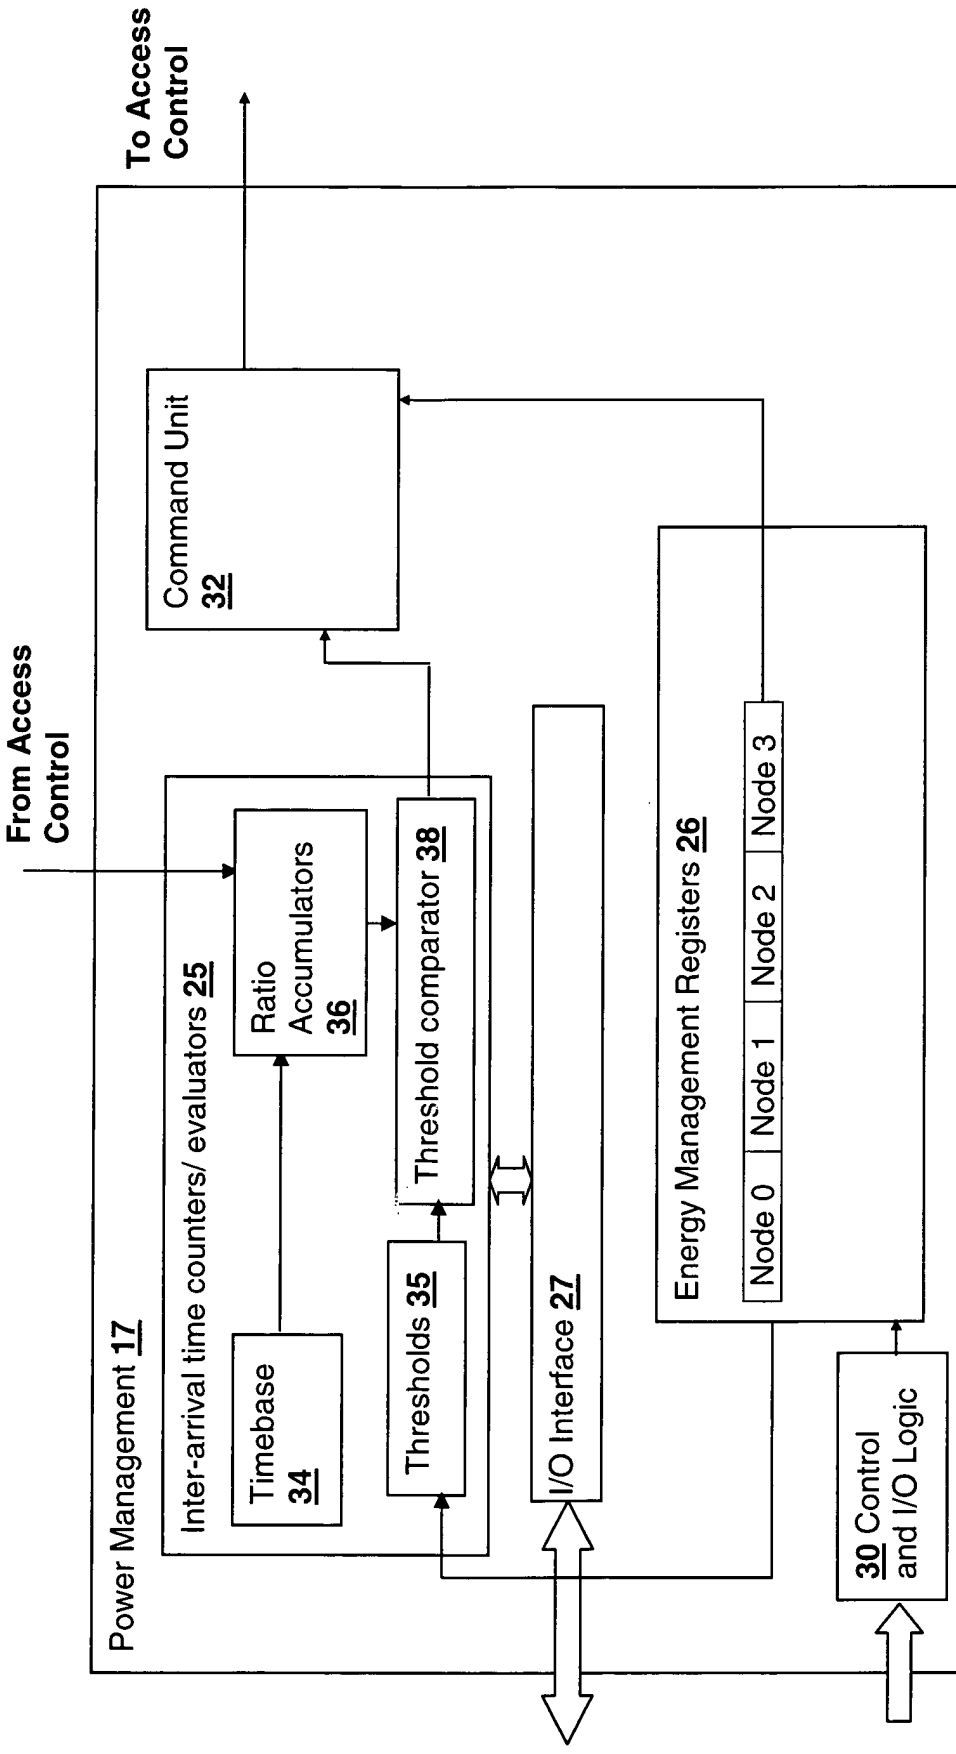 From Access
Control
To Access
Control
Power Management 17
Inter-arrival time counters/ evaluators 25
Timebase
34
Ratio
Accumulators
36
Thresholds 35
Threshold comparator 38
Command Unit
32
I/O Interface 27
Energy Management Registers 26
Node 0
Node 1
Node 2
Node 3
30 Control
and I/O Logic